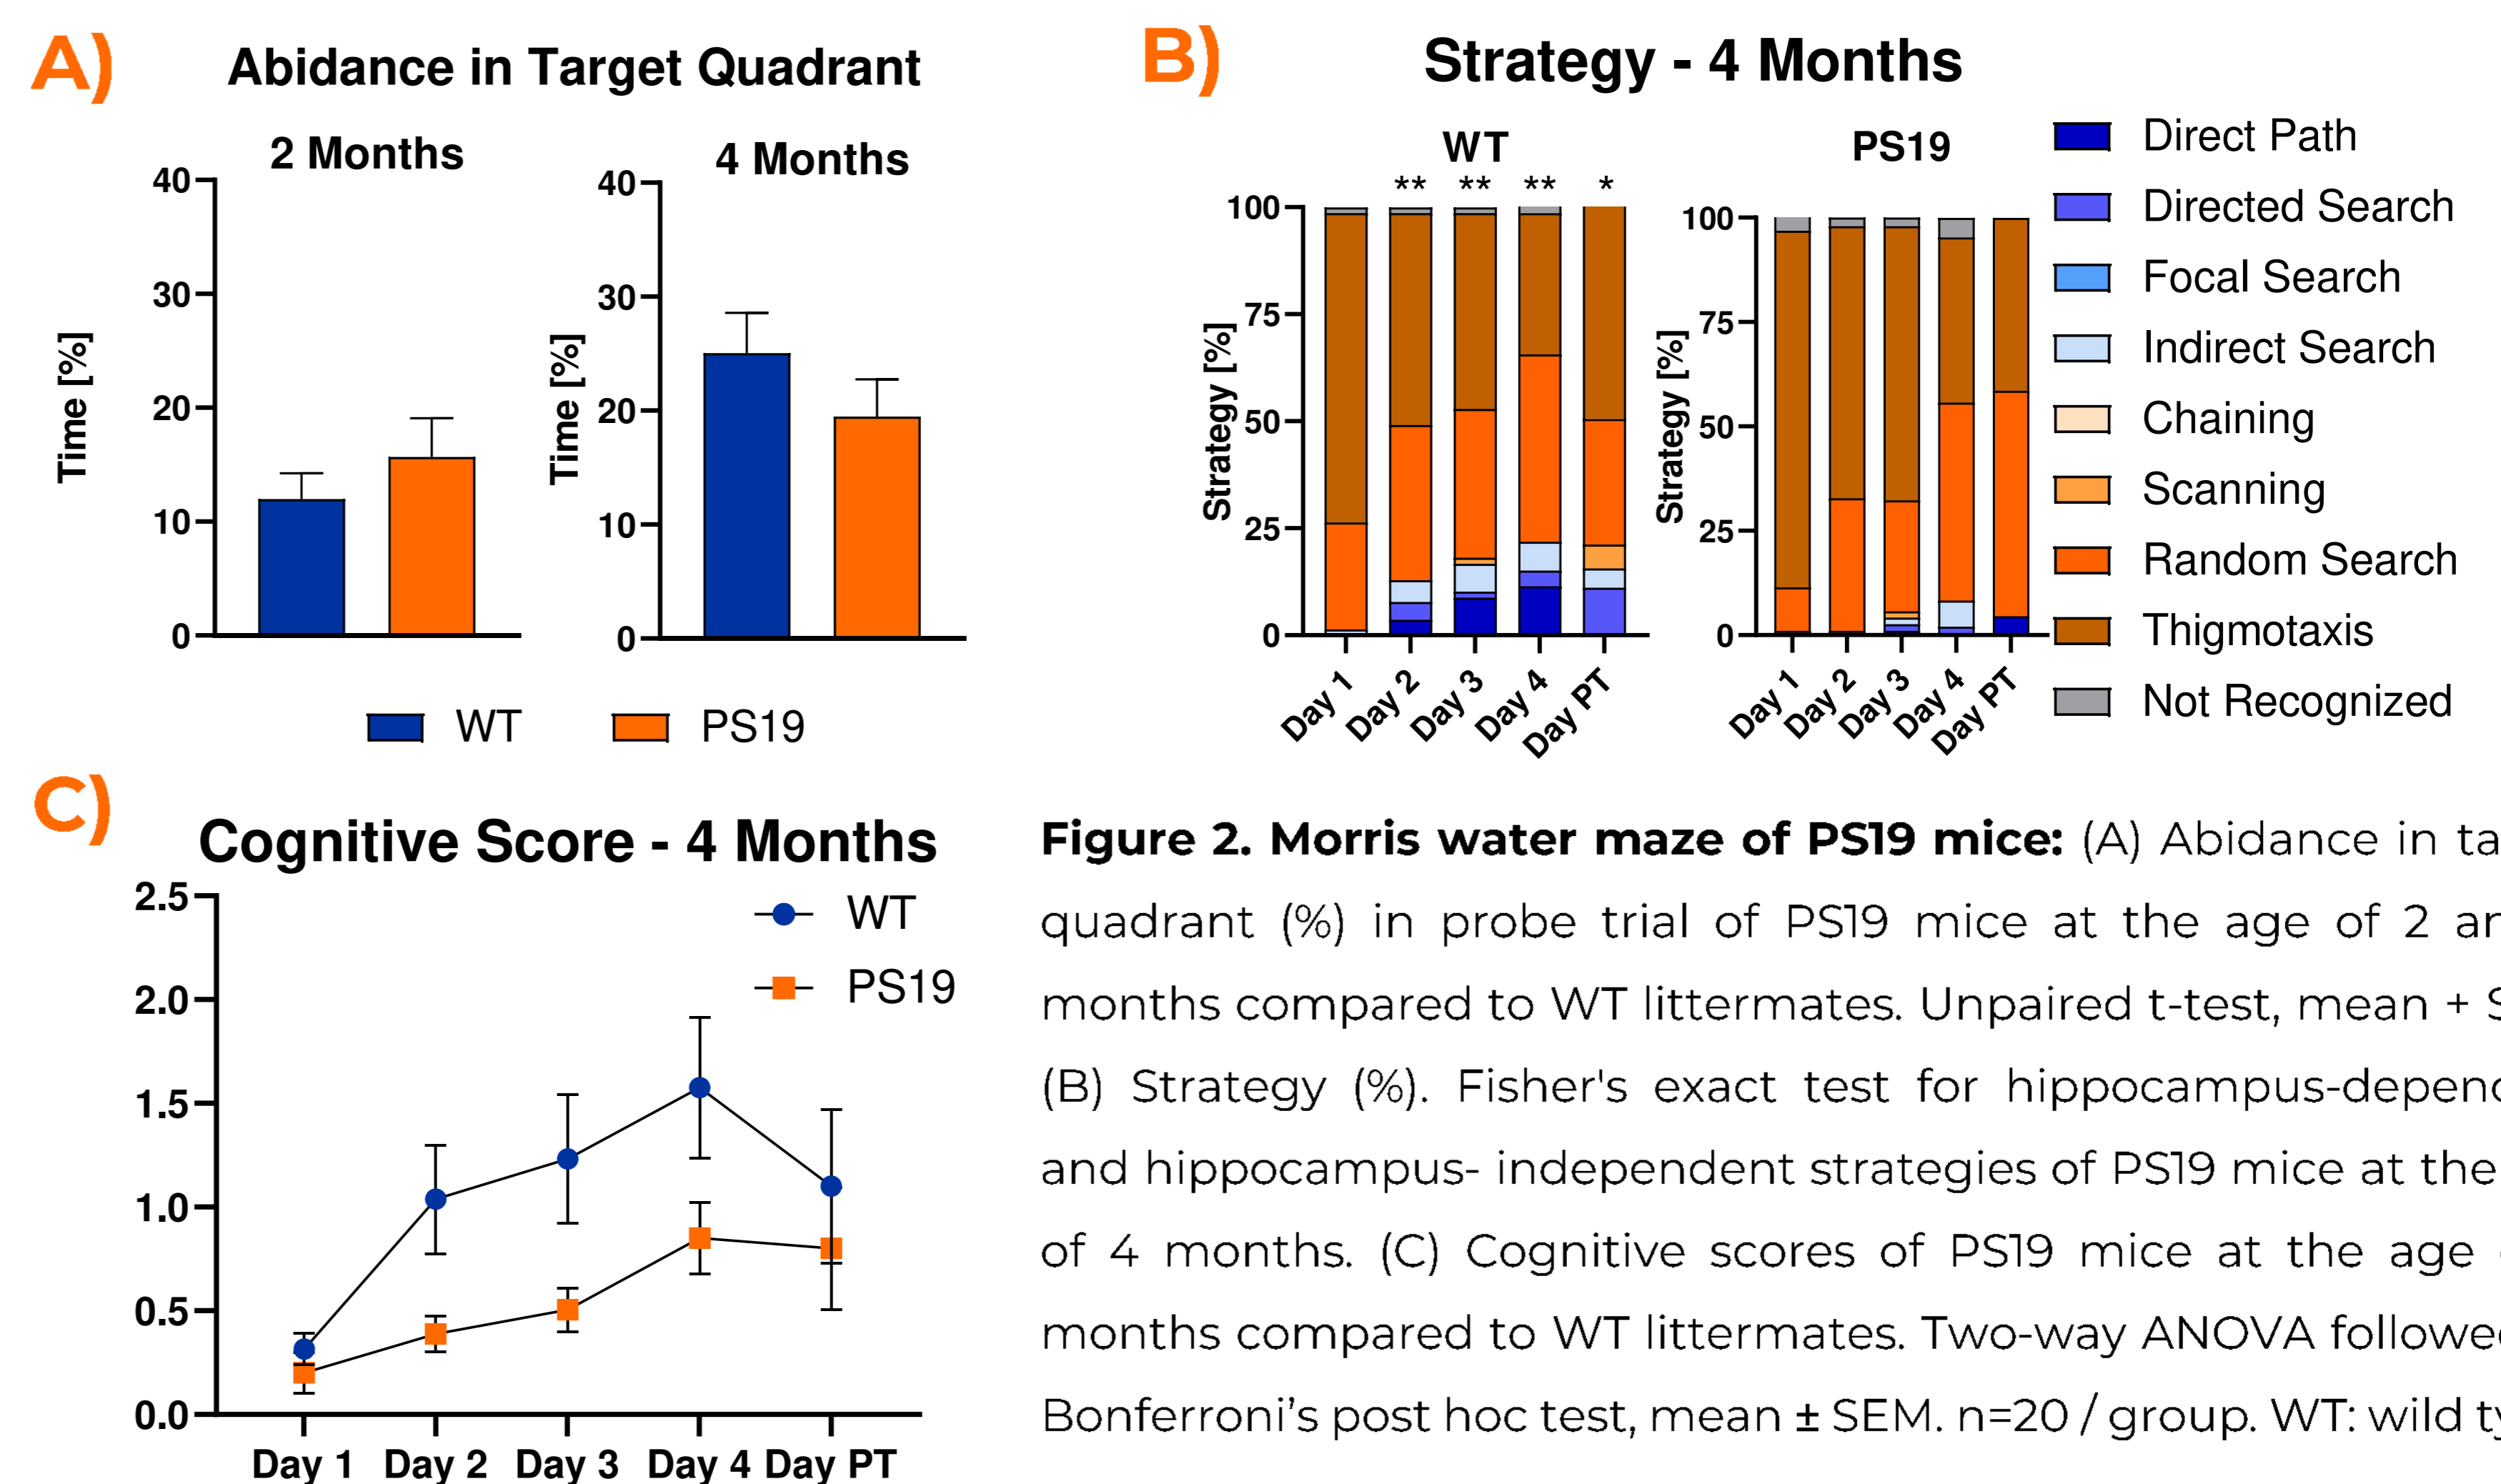 A)
Abidance in Target Quadrant
2 Months
40
30
20
10
0
Time [%]
4 Months
40
30
20
10
0
Time [%]
WT
PS19
B)
Strategy - 4 Months
WT
** ** ** *
100
75
50
25
0
Strategy [%]
Day 1
Day 2
Day 3
Day 4
Day PT
PS19
100
75
50
25
0
Strategy [%]
Day 1
Day 2
Day 3
Day 4
Day PT
Direct Path
Directed Search
Focal Search
Indirect Search
Chaining
Scanning
Random Search
Thigmotaxis
Not Recognized
C)
Cognitive Score - 4 Months
2.5
2.0
1.5
1.0
0.5
0.0
WT
PS19
Day 1 Day 2 Day 3 Day 4 Day PT
Figure 2. Morris water maze of PS19 mice: (A) Abidance in
quadrant (%) in probe trial of PS19 mice at the age of 2
months compared to WT littermates. Unpaired t-test, mean +
(B) Strategy (%). Fisher's exact test for
and hippocampus- independent strategies of PS19 mice at the
of 4 months. (C) Cognitive scores of PS19 mice at the age
months compared to WT littermates. Two-way ANOVA
Bonferroni’s post hoc test, mean ± SEM. n=20 / group. WT: wild